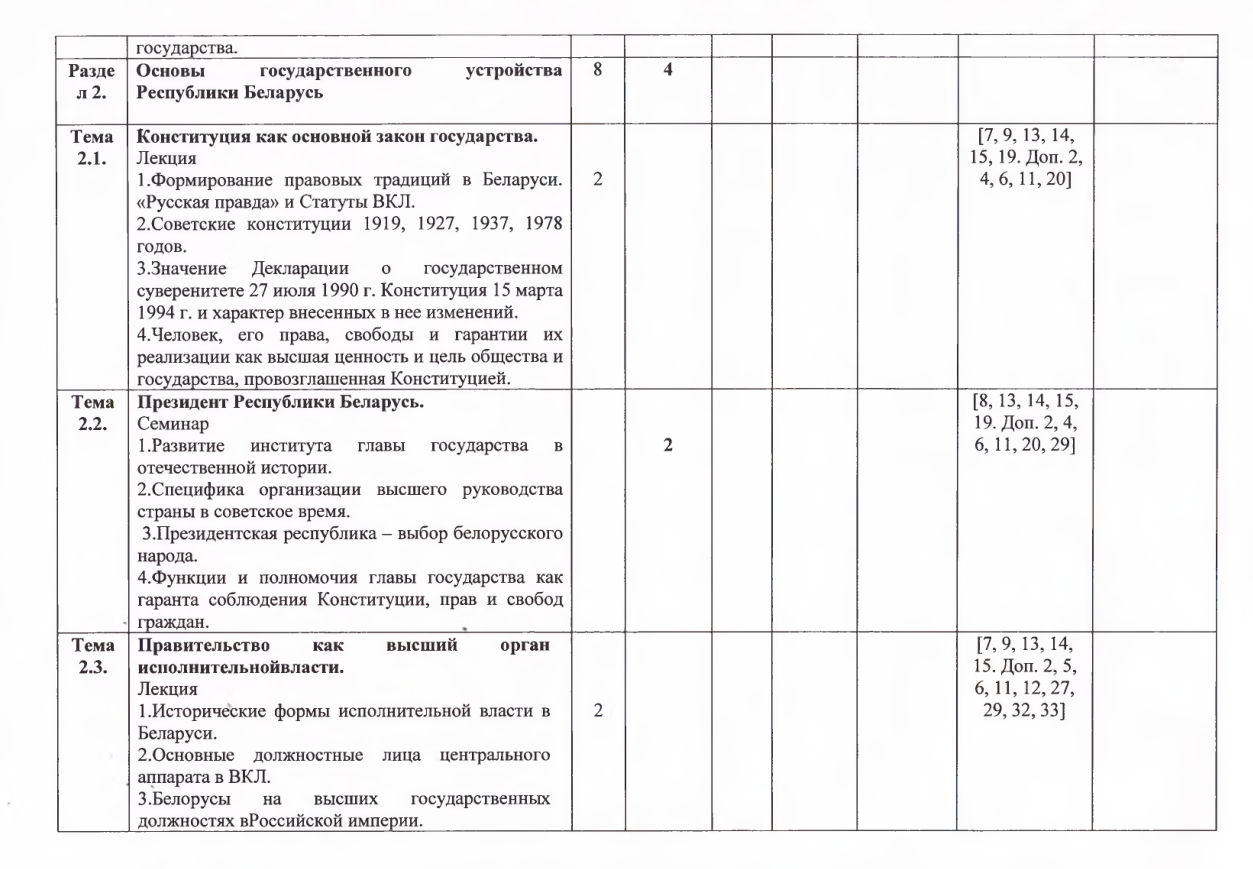 государства.
Разде
л 2.
Основы государственного устройства
Республики Беларусь
8
4
Тема
2.1.
Конституция как основной закон государства.
Лекция
1.Формирование правовых традиций в Беларуси.
«Русская правда» и Статуты ВКЛ.
2.Советские конституции 1919, 1927, 1937, 1978
годов.
3.Значение Декларации о государственном
суверенитете 27 июля 1990 г. Конституция 15 марта
1994 г. и характер внесенных в нее изменений.
4.Человек, его права, свободы и гарантии их
реализации как высшая ценность и цель общества и
государства, провозглашенная Конституцией.
2
[7, 9, 13, 14,
15, 19. Доп. 2,
4, 6, 11, 20]
Тема
2.2.
Президент Республики Беларусь.
Семинар
1.Развитие института главы государства в
отечественной истории.
2.Специфика организации высшего руководства
страны в советское время.
3.Президентская республика – выбор белорусского
народа.
4.Функции и полномочия главы государства как
гаранта соблюдения Конституции, прав и свобод
граждан.
2
[8, 13, 14, 15,
19. Доп. 2, 4,
6, 11, 20, 29]
Тема
2.3.
Правительство как высший орган
исполнительнойвласти.
Лекция
1.Исторические формы исполнительной власти в
Беларуси.
2.Основные должностные лица центрального
аппарата в ВКЛ.
3.Белорусы на высших государственных
должностях вРоссийской империи.
2
[7, 9, 13, 14,
15. Доп. 2, 5,
6, 11, 12, 27,
29, 32, 33]